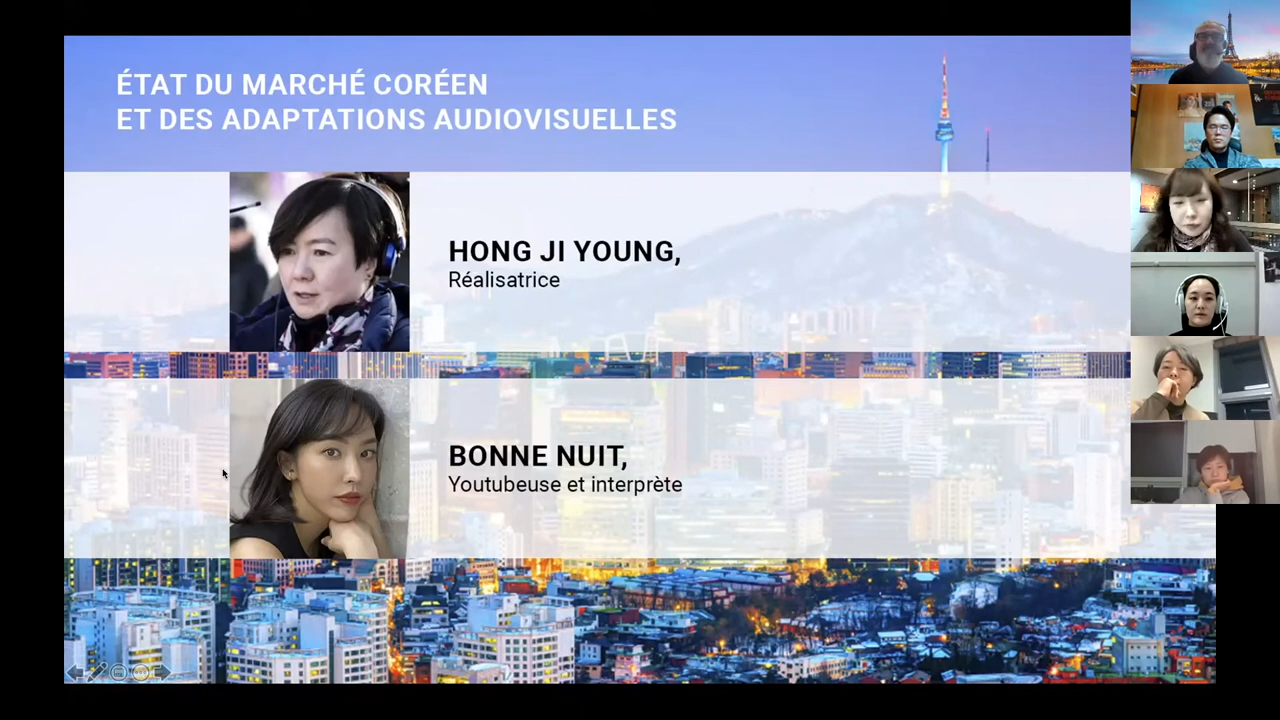 ÉTAT DU MARCHÉ CORÉEN
ET DES ADAPTATIONS AUDIOVISUELLES
HONG JI YOUNG,
Réalisatrice
BONNE NUIT,
Youtubeuse et interprète